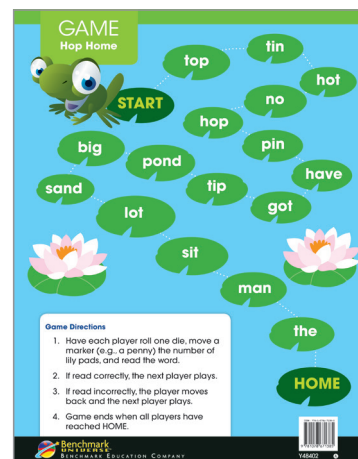 GAME
Hop Home
START
top
tin
hot
no
hop
pin
have
got
tip
pond
big
sand
lot
sit
man
the
HOME
Game Directions
1. Have each player roll one die, move a
marker (e.g., a penny) the number of
lily pads, and read the word.
2. If read correctly, the next player plays.
3. If read incorrectly, the player moves
back and the next player plays.
4. Game ends when all players have
reached HOME.
Benchmark
UNIVERSE
BENCHMARK EDUCATION COMPANY
Y48402